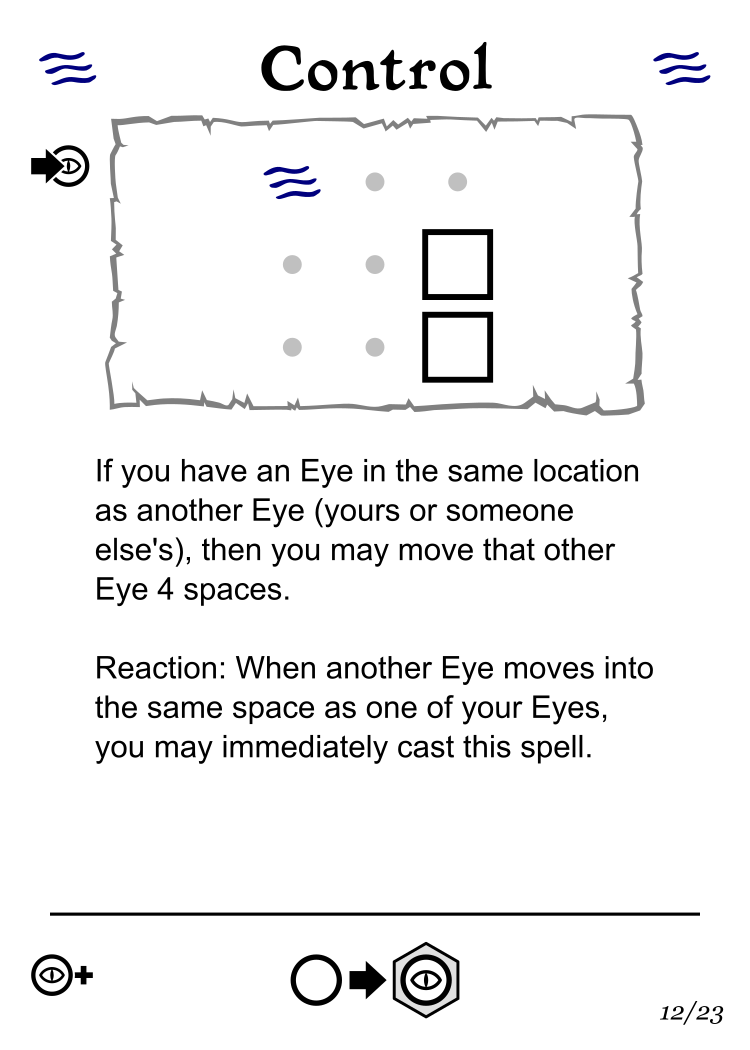 Control
If you have an Eye in the same location
as another Eye (yours or someone
else's), then you may move that other
Eye 4 spaces.
Reaction: When another Eye moves into
the same space as one of your Eyes,
you may immediately cast this spell.
12/23